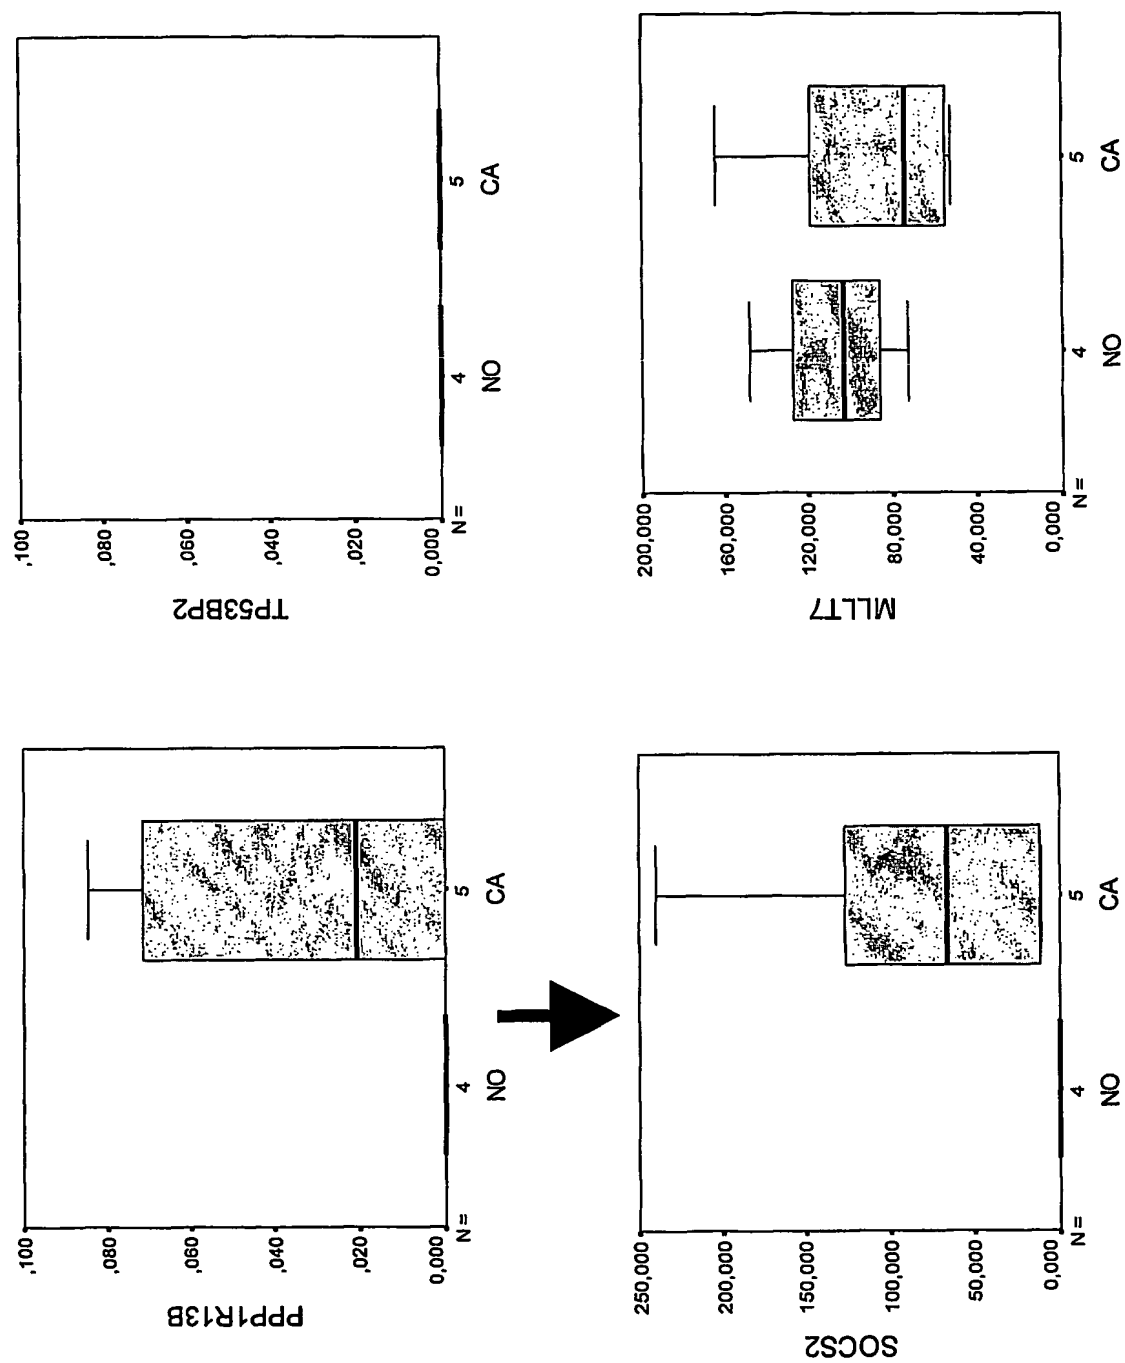 PPP1R13B
,100
,080
,060
,040
,020
0,000
N = 4 5
NO CA
TP53BP2
,100
,080
,060
,040
,020
0,000
N = 4 5
NO CA
SOCS2
250,000
200,000
150,000
100,000
50,000
0,000
N = 4 5
NO CA
MLLT7
200,000
160,000
120,000
80,000
40,000
0,000
N = 4 5
NO CA